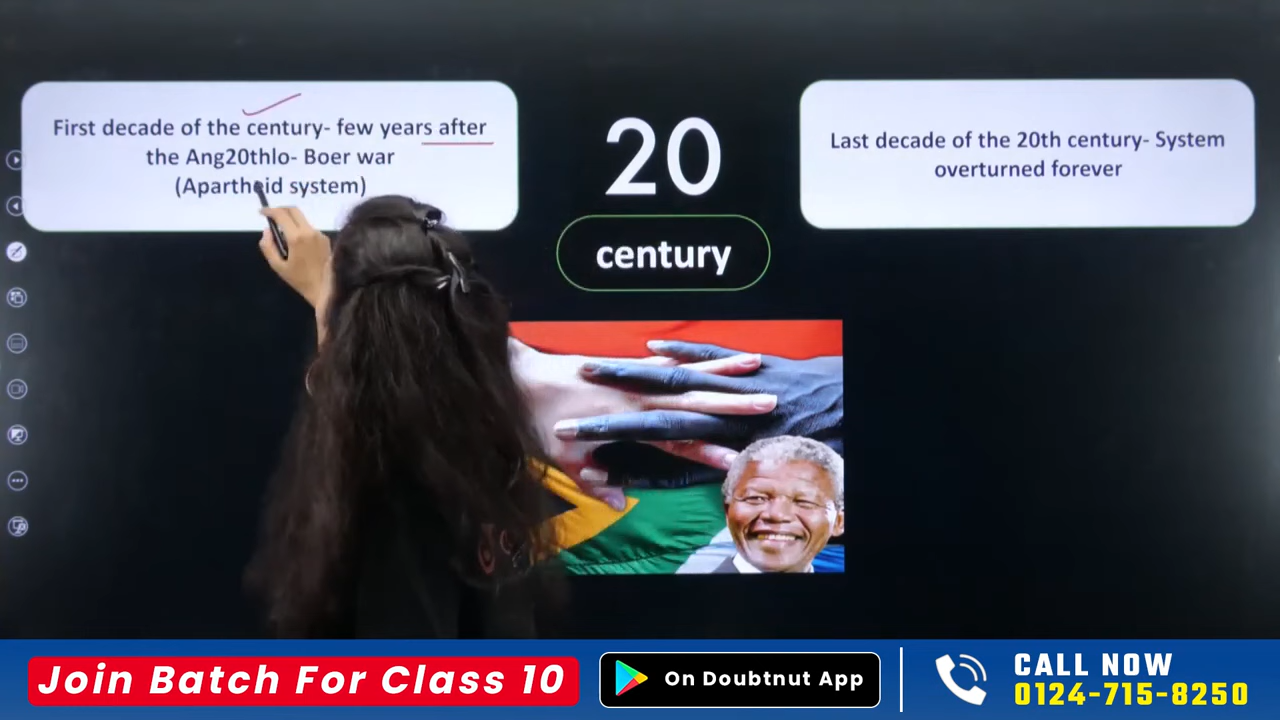 First decade of the century- few years after
the Ang20thlo- Boer war
(Apartheid system)
20
century
Last decade of the 20th century- System
overturned forever
Join Batch For Class 10
On Doubtnut App
CALL NOW
0124-715-8250